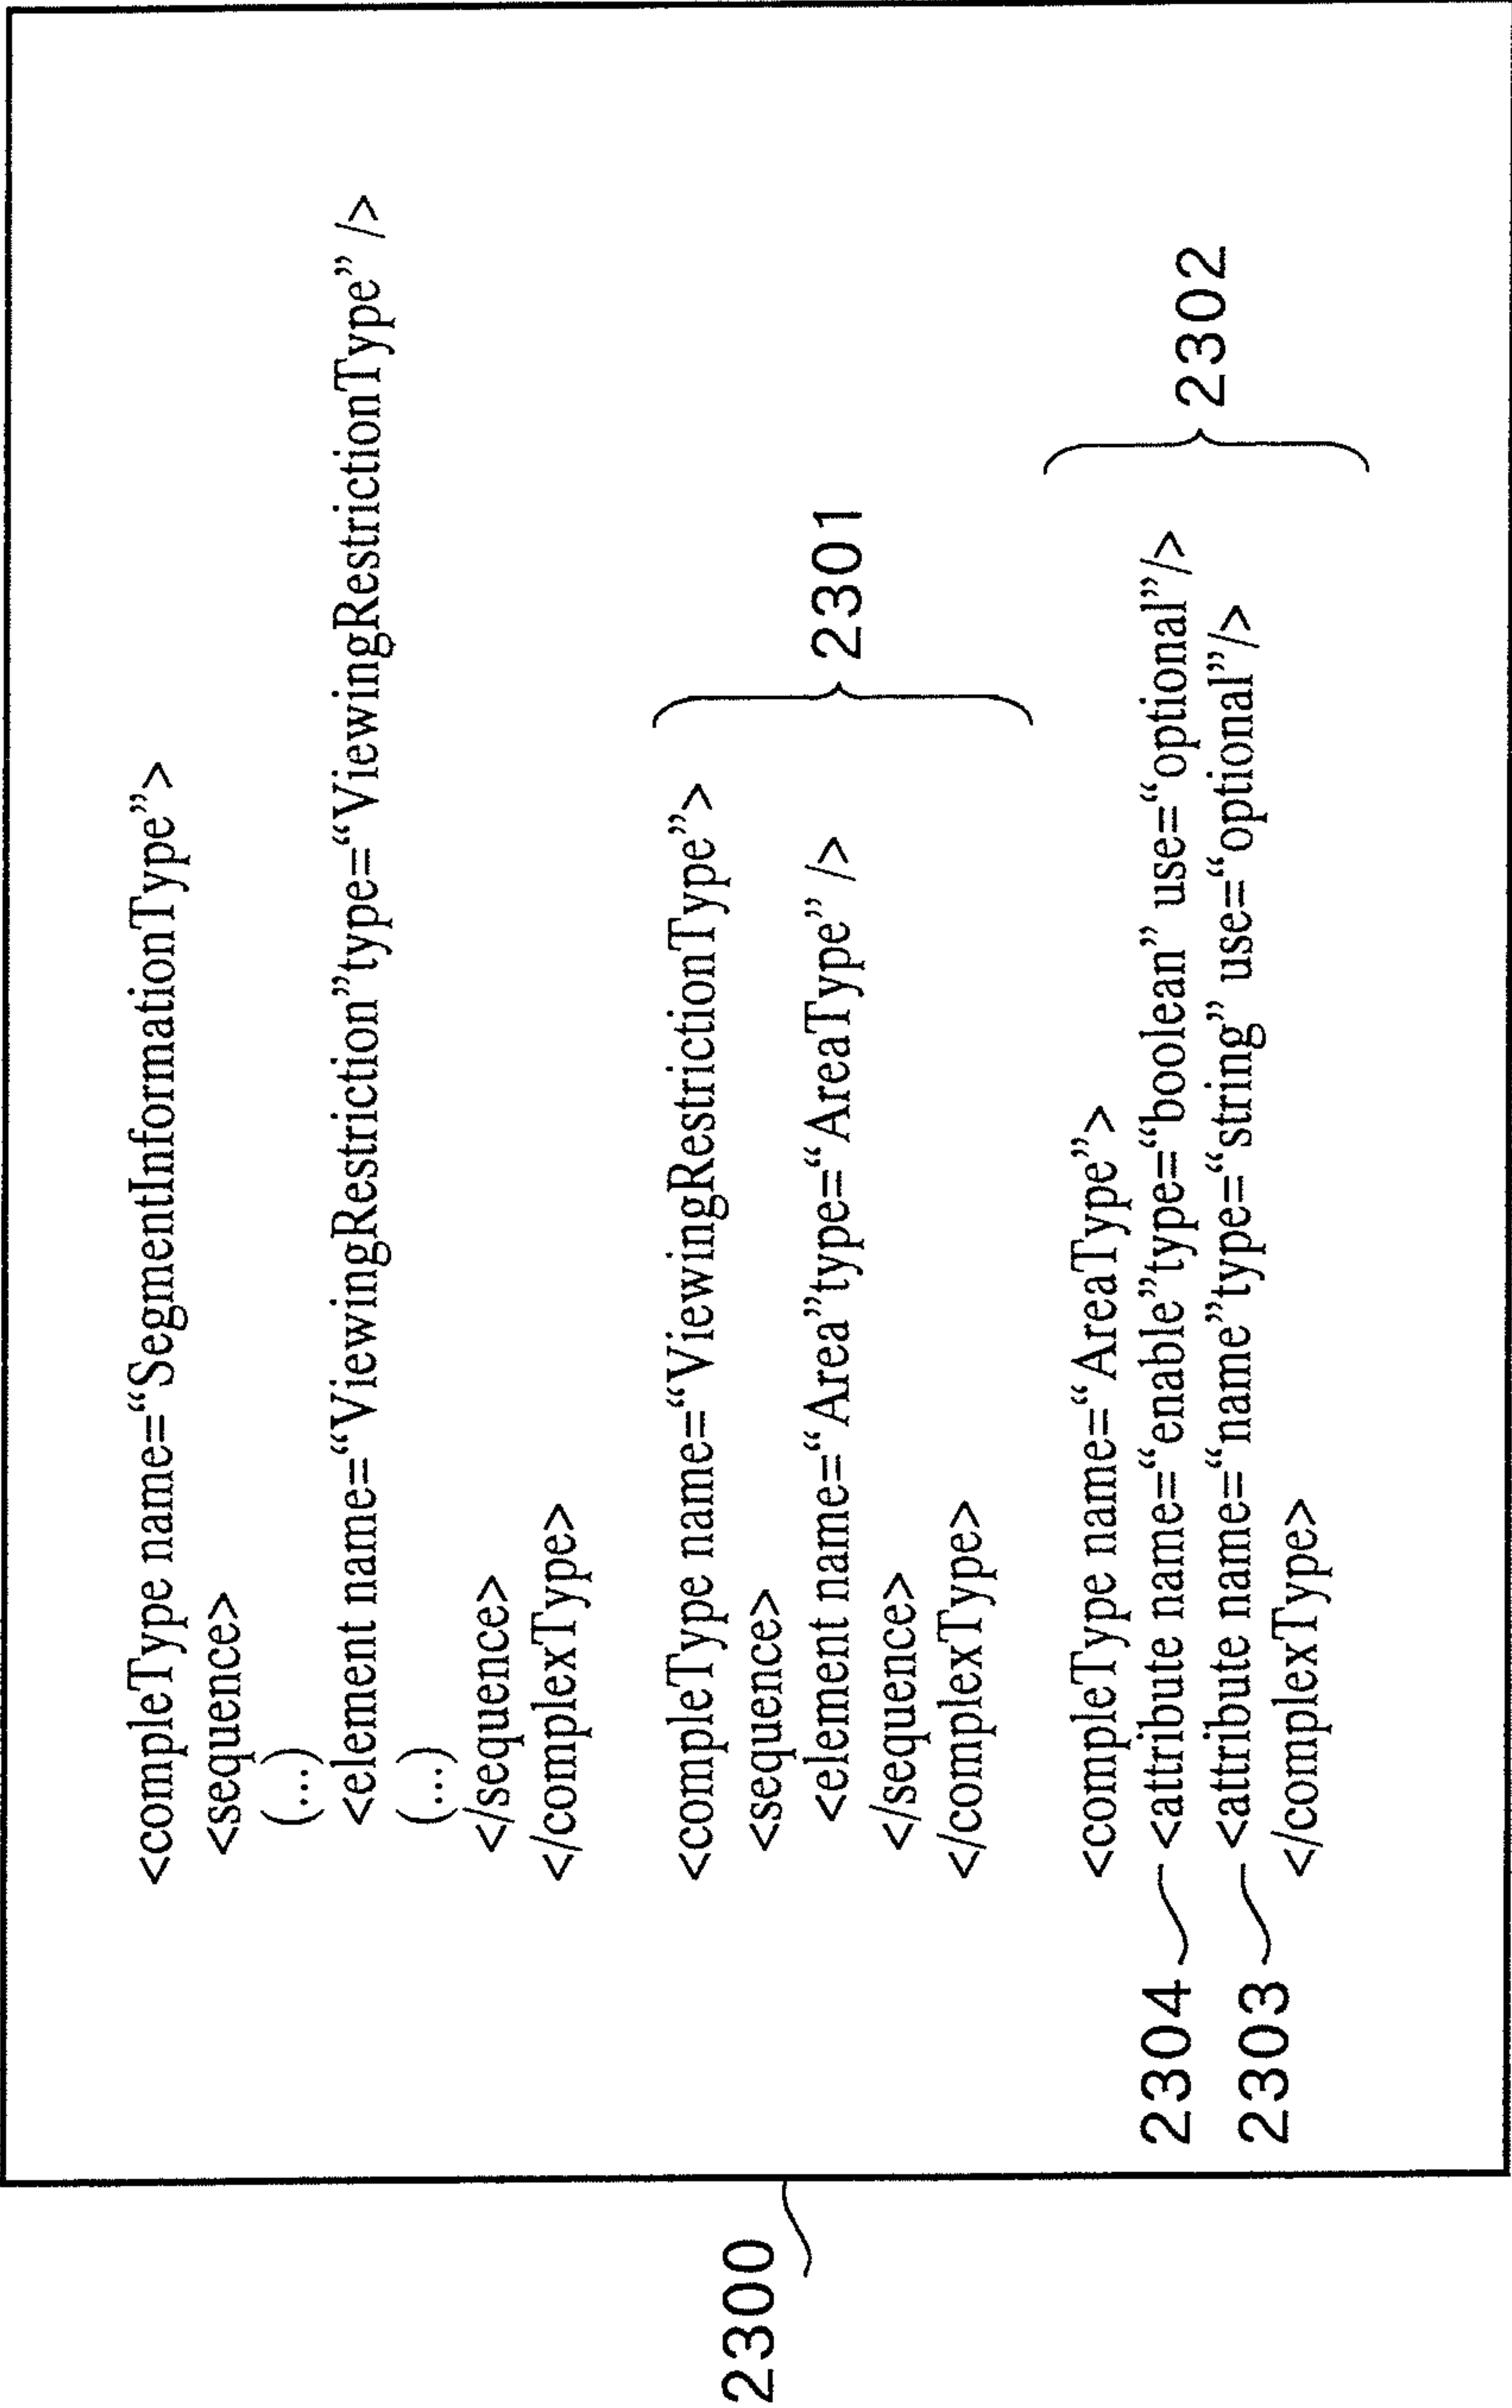 <compleType name=“SegmentInformationType”>
<sequence>
(...)
<element name=“ViewingRestriction”type=“ViewingRestrictionType” />
(...)
</sequence>
</complexType>
<compleType name=“ViewingRestrictionType”>
<sequence>
<element name=“Area”type=“AreaType” />
</sequence>
</complexType>
2301
<compleType name=“AreaType”>
2304 <attribute name=“enable”type=“boolean” use=“optional”/>
2303 <attribute name=“name”type=“string” use=“optional”/>
</complexType>
2302
2300